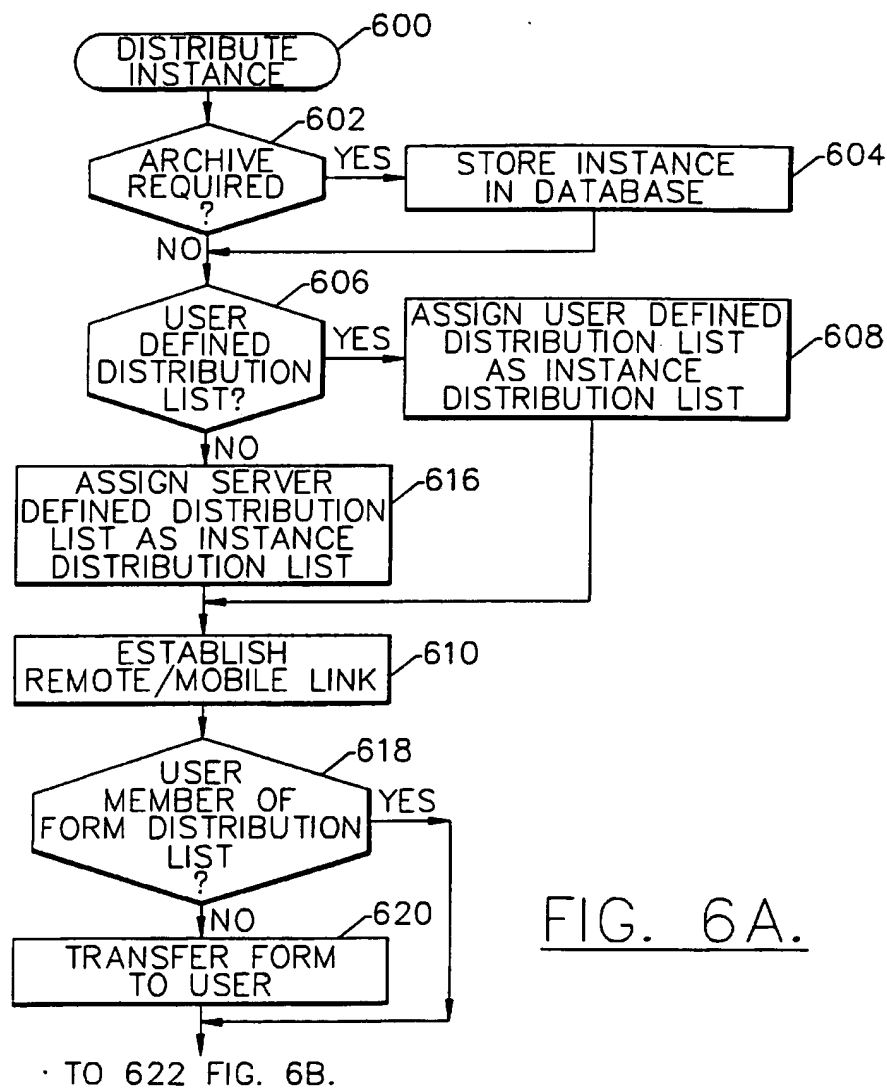 600
DISTRIBUTE
INSTANCE
602
ARCHIVE
REQUIRED
?
YES
STORE INSTANCE
IN DATABASE
604
NO
606
USER
DEFINED
DISTRIBUTION
LIST?
YES
ASSIGN USER DEFINED
DISTRIBUTION LIST
AS INSTANCE
DISTRIBUTION LIST
608
NO
ASSIGN SERVER
DEFINED DISTRIBUTION
LIST AS INSTANCE
DISTRIBUTION LIST
616
ESTABLISH
REMOTE/MOBILE LINK
610
618
USER
MEMBER OF
FORM DISTRIBUTION
LIST
?
YES
NO
620
TRANSFER FORM
TO USER
FIG. 6A.
TO 622 FIG. 6B.